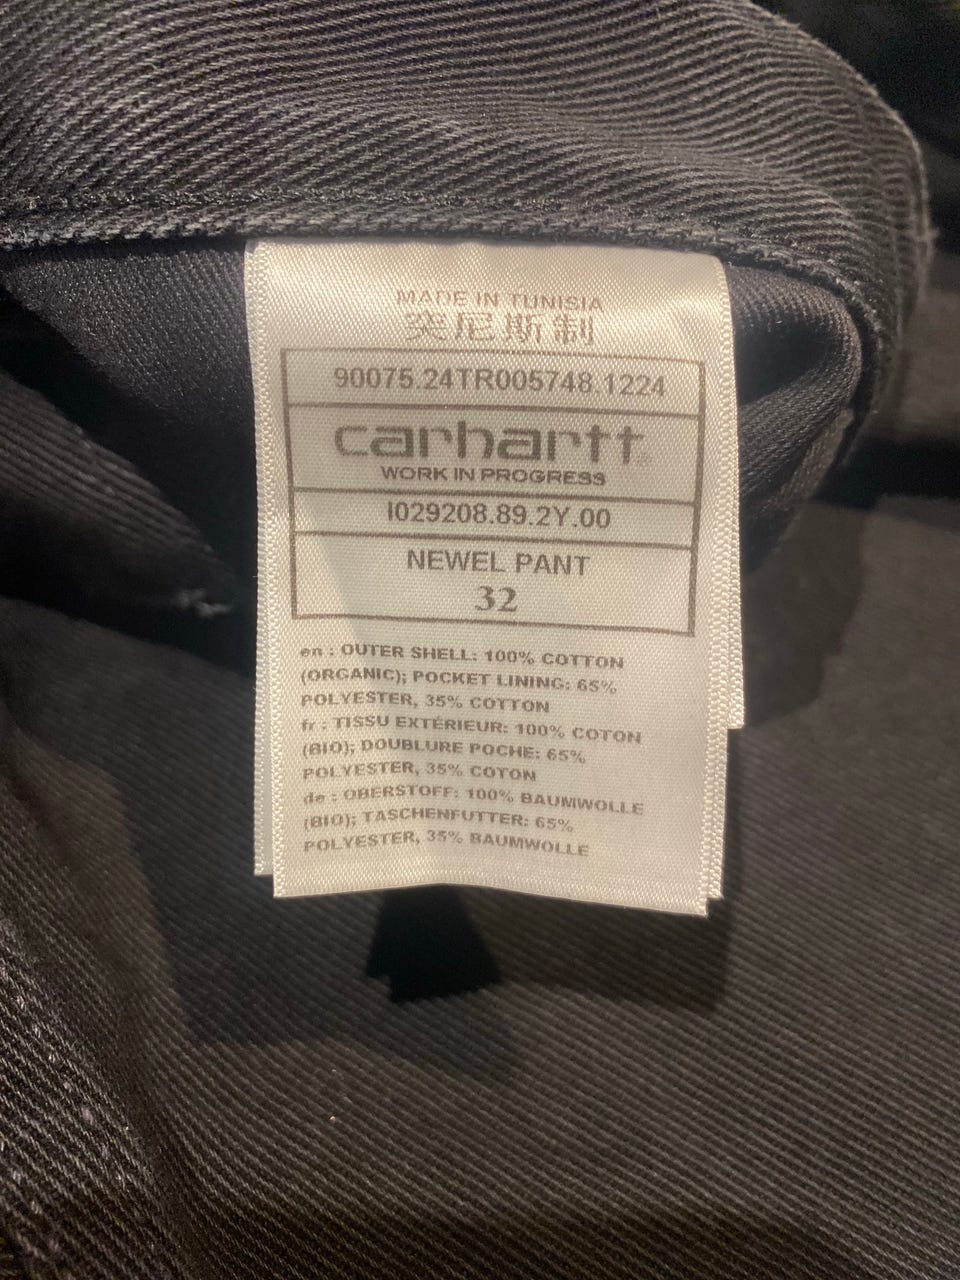 MADE IN TUNISIA
突尼斯制
90075.24TR005748.1224
carhartt
WORK IN PROGRESS
I029208.89.2Y.00
NEWEL PANT
32
en : OUTER SHELL: 100% COTTON
(ORGANIC); POCKET LINING: 65%
POLYESTER, 35% COTTON
fr : TISSU EXTÉRIEUR: 100% COTON
(BIO); DOUBLURE POCHE: 65%
POLYESTER, 35% COTON
de : OBERSTOFF: 100% BAUMWOLLE
(BIO); TASCHENFUTTER: 65%
POLYESTER, 35% BAUMWOLLE